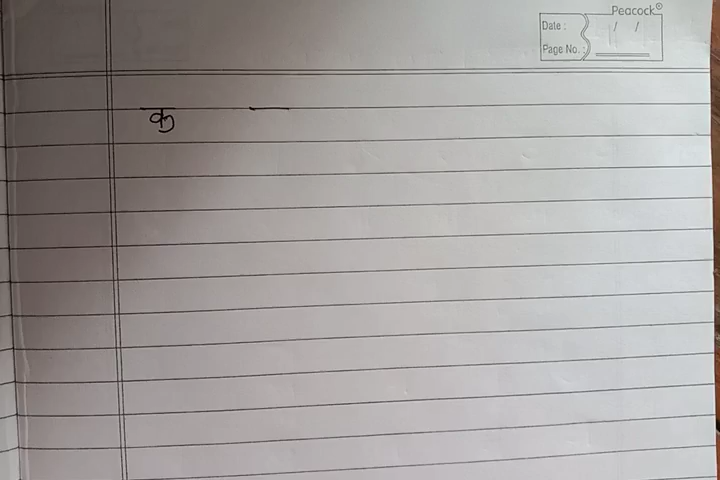 Peacock®
Date : / /
Page No. :
क